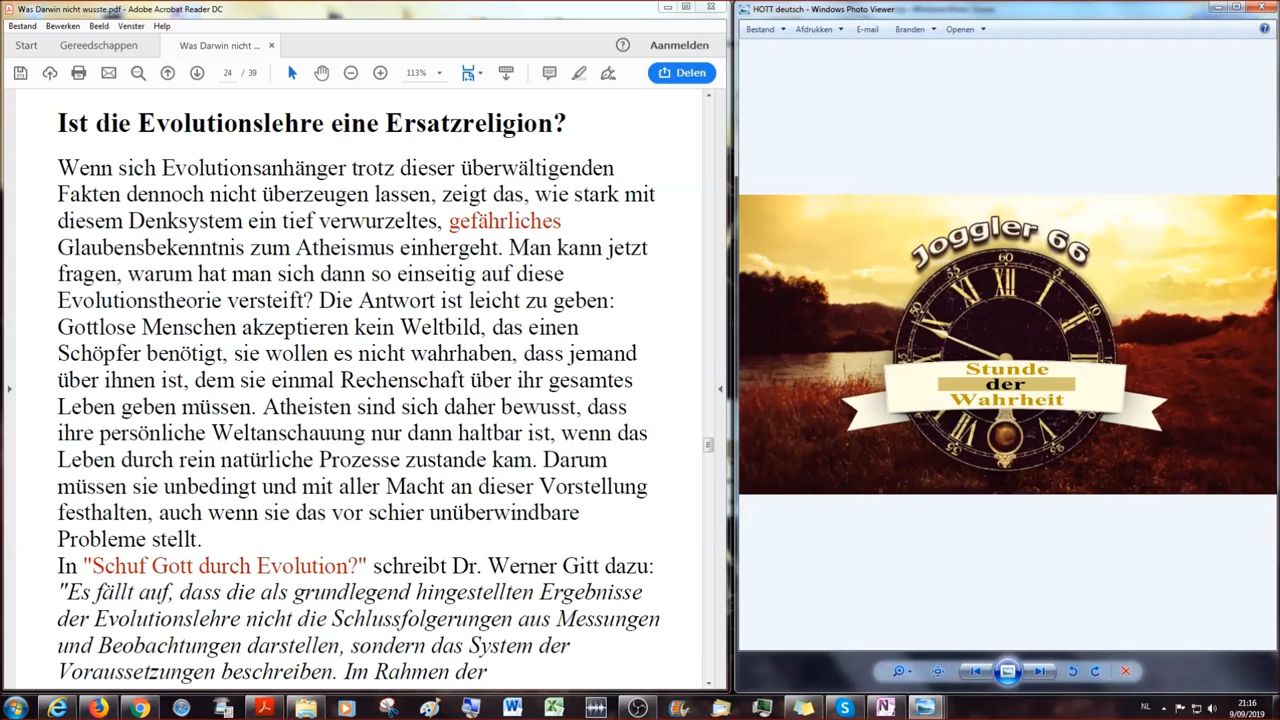 Was Darwin nicht wusste.pdf - Adobe Acrobat Reader DC
Bestand Bewerken Beeld Venster Help
Start Gereedschappen Was Darwin nicht ... × Aanmelden
24 / 39 113% Delen
Ist die Evolutionslehre eine Ersatzreligion?
Wenn sich Evolutionsanhänger trotz dieser überwältigenden
Fakten dennoch nicht überzeugen lassen, zeigt das, wie stark mit
diesem Denksystem ein tief verwurzeltes, gefährliches
Glaubensbekenntnis zum Atheismus einhergeht. Man kann jetzt
fragen, warum hat man sich dann so einseitig auf diese
Evolutionstheorie versteift? Die Antwort ist leicht zu geben:
Gottlose Menschen akzeptieren kein Weltbild, das einen
Schöpfer benötigt, sie wollen es nicht wahrhaben, dass jemand
über ihnen ist, dem sie einmal Rechenschaft über ihr gesamtes
Leben geben müssen. Atheisten sind sich daher bewusst, dass
ihre persönliche Weltanschauung nur dann haltbar ist, wenn das
Leben durch rein natürliche Prozesse zustande kam. Darum
müssen sie unbedingt und mit aller Macht an dieser Vorstellung
festhalten, auch wenn sie das vor schier unüberwindbare
Probleme stellt.
In "Schuf Gott durch Evolution?" schreibt Dr. Werner Gitt dazu:
"Es fällt auf, dass die als grundlegend hingestellten Ergebnisse
der Evolutionslehre nicht die Schlussfolgerungen aus Messungen
und Beobachtungen darstellen, sondern das System der
Voraussetzungen beschreiben. Im Rahmen der
HOTT deutsch - Windows Photo Viewer
Bestand Afdrukken E-mail Branden Openen
Joggler 66
55 60 5
XII
10
Stunde
der
Wahrheit
NL 21:16
9/09/2019